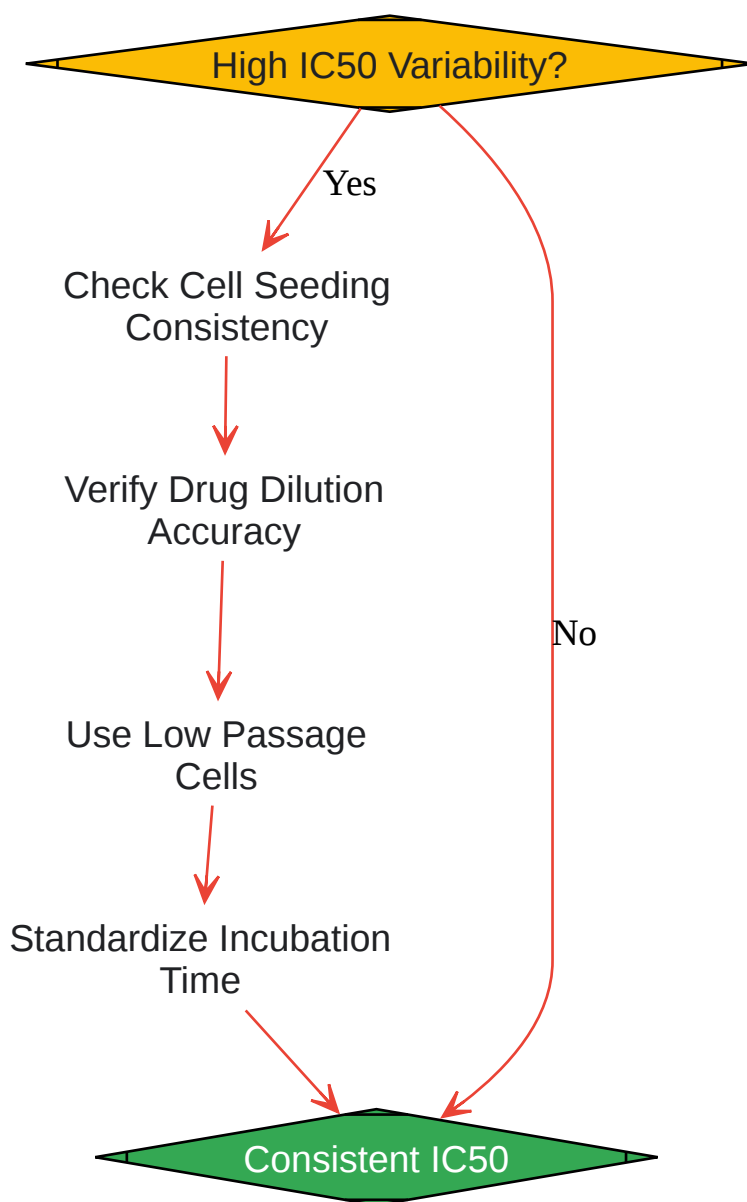 High IC50 Variability?
Yes
Check Cell Seeding
Consistency
Verify Drug Dilution
Accuracy
No
Use Low Passage
Cells
Standardize Incubation
Time
Consistent IC50